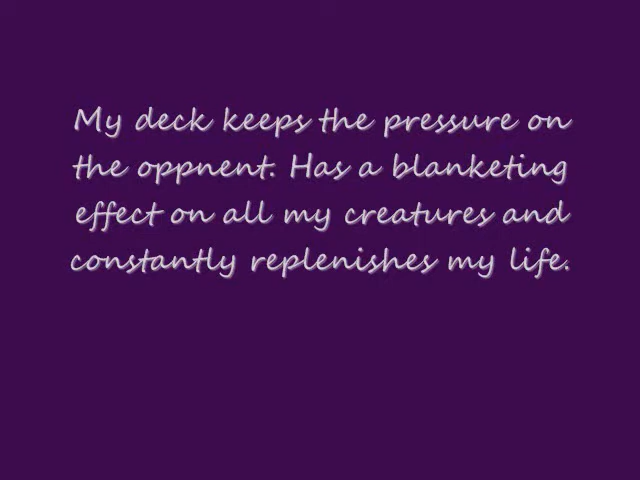 My deck keeps the pressure on
the oppnent. Has a blanketing
effect on all my creatures and
constantly replenishes my life.